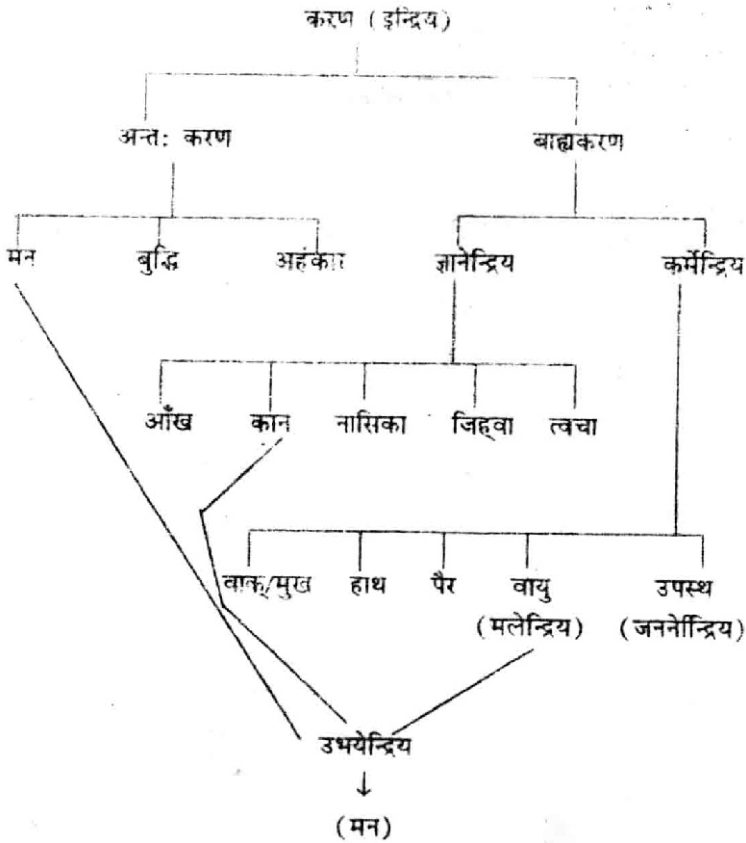 करण (इन्द्रिय)
अन्त: करण बाह्यकरण
मन बुद्धि अहंकार ज्ञानेन्द्रिय कर्मेन्द्रिय
आँख कान नासिका जिह्वा त्वचा
वाक्/मुख हाथ पैर वायु उपस्थ
(मलेन्द्रिय) (जननेन्द्रिय)
उभयेन्द्रिय
(मन)